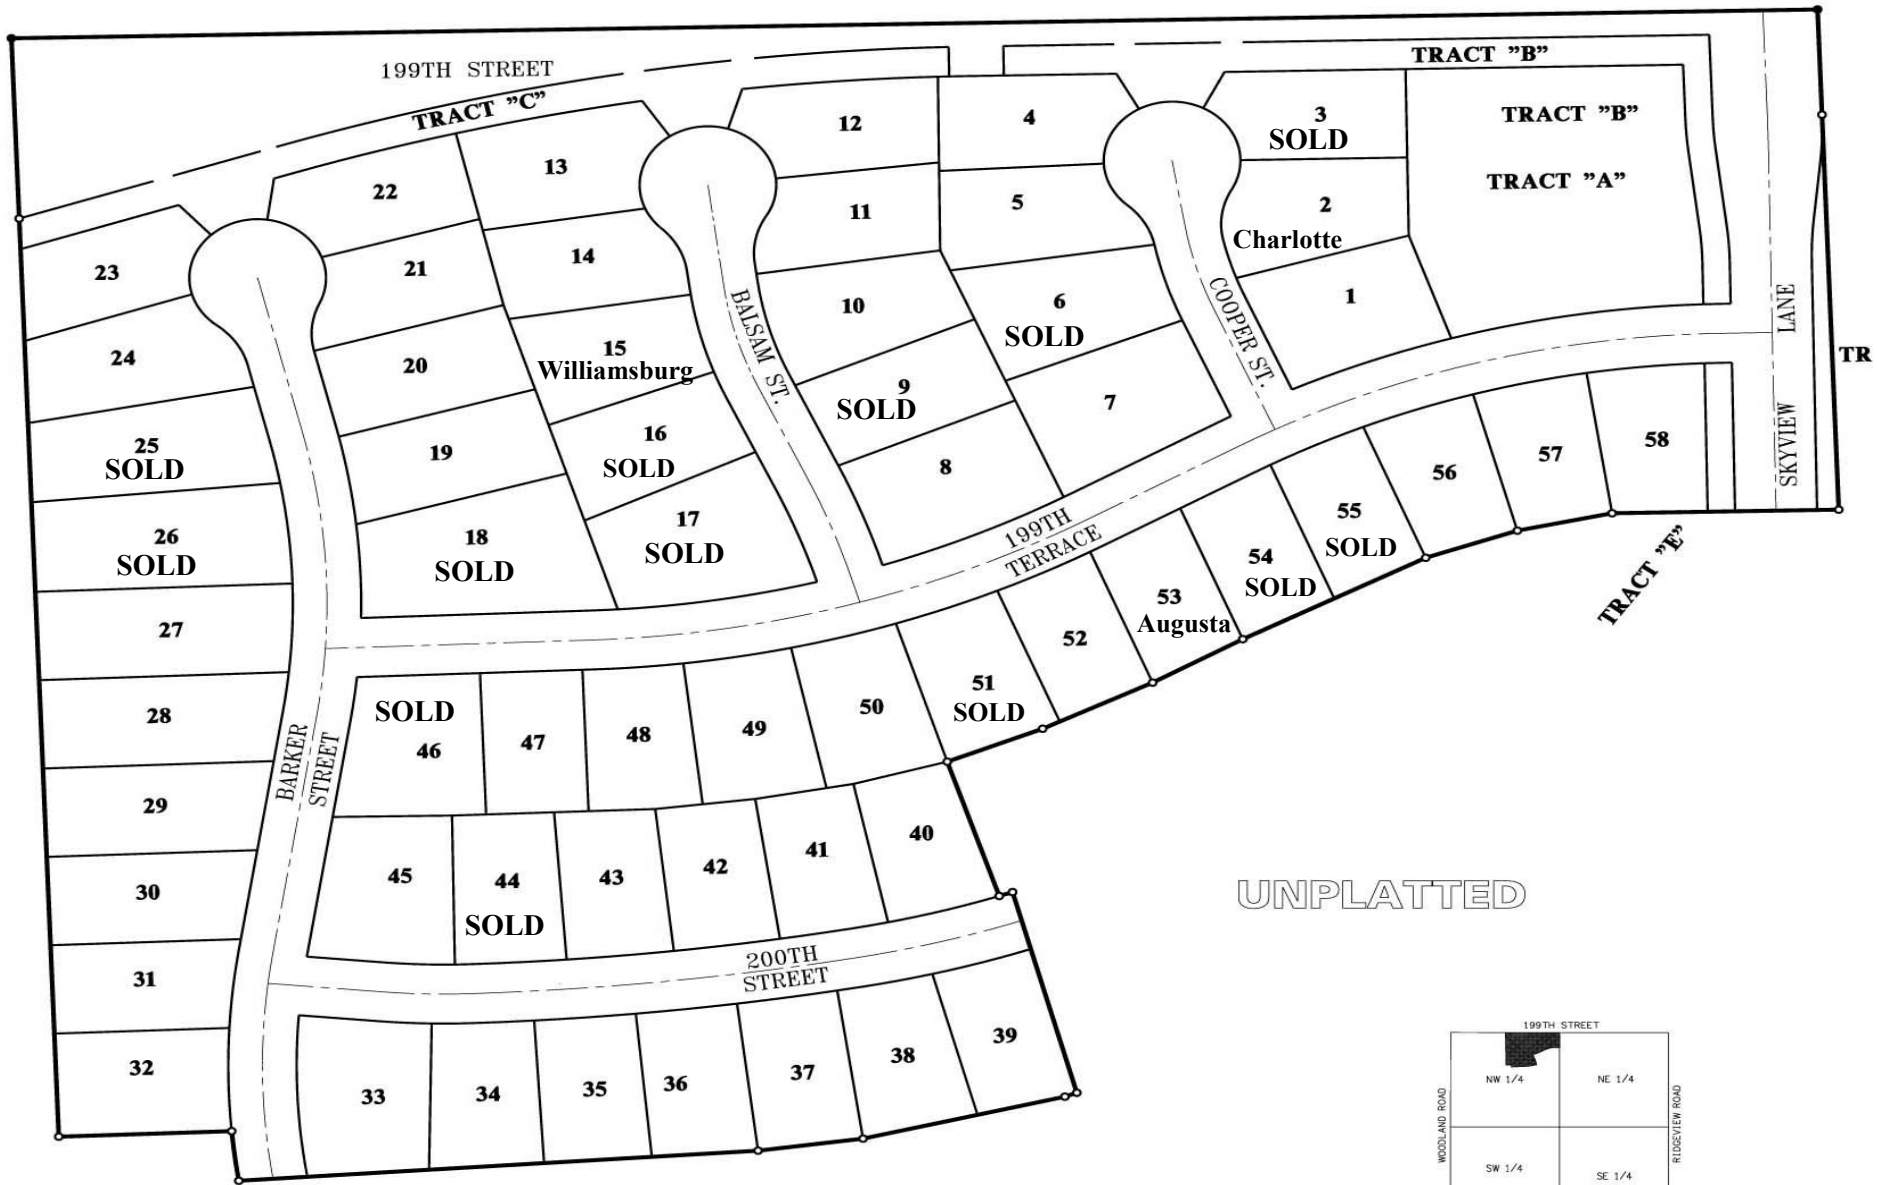 199TH STREET
TRACT "C"
TRACT "B"
TRACT "B"
TRACT "A"
12
4
3
SOLD
13
22
11
5
2
Charlotte
14
21
23
10
6
SOLD
1
24
20
15
Williamsburg
9
SOLD
7
BALSAM ST.
COOPER ST.
SKYVIEW LANE
TR
25
SOLD
19
16
SOLD
8
56
57
58
26
SOLD
18
SOLD
17
SOLD
199TH
TERRACE
55
SOLD
54
SOLD
53
Augusta
TRACT "E"
27
52
51
SOLD
28
SOLD
46
47
48
49
50
BARKER
STREET
29
45
44
SOLD
43
42
41
40
UNPLATTED
30
31
200TH
STREET
32
33
34
35
36
37
38
39
199TH STREET
NW 1/4
NE 1/4
WOODLAND ROAD
RIDGEVIEW ROAD
SW 1/4
SE 1/4